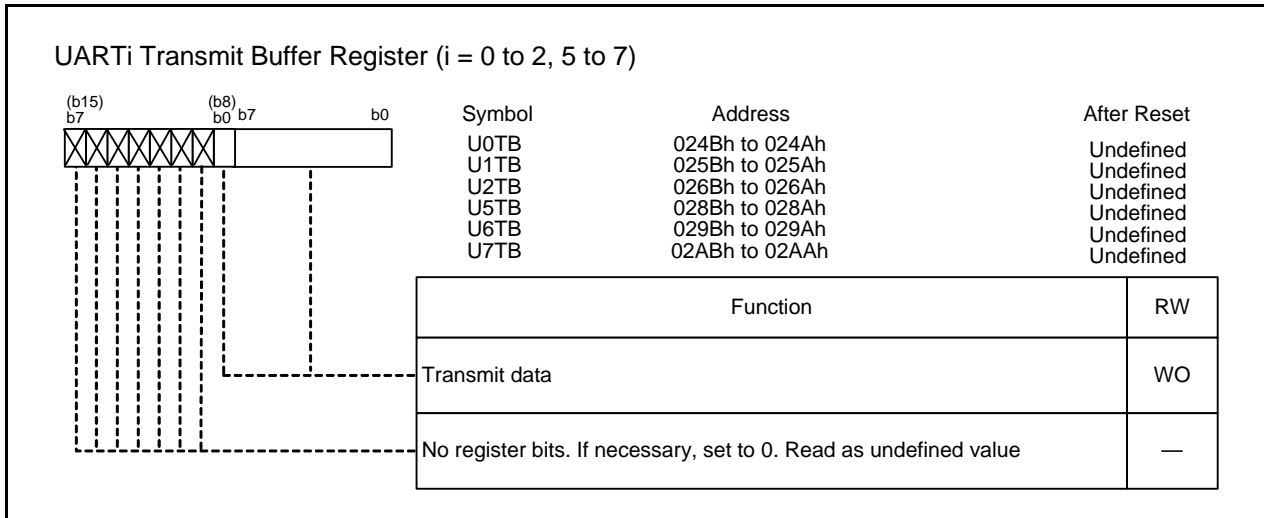 UARTi Transmit Buffer Register (i = 0 to 2, 5 to 7)
(b15) (b8)
b7 b0 b7 b0
Symbol Address After Reset
U0TB 024Bh to 024Ah Undefined
U1TB 025Bh to 025Ah Undefined
U2TB 026Bh to 026Ah Undefined
U5TB 028Bh to 028Ah Undefined
U6TB 029Bh to 029Ah Undefined
U7TB 02ABh to 02AAh Undefined
Function RW
Transmit data WO
No register bits. If necessary, set to 0. Read as undefined value —